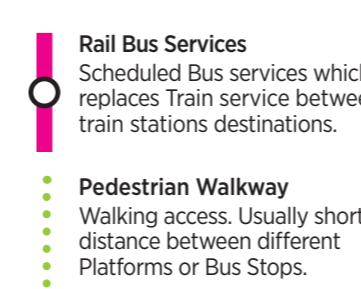 Rail Bus Services
Scheduled Bus services which
replaces Train service between
train stations destinations.
Pedestrian Walkway
Walking access. Usually short
distance between different
Platforms or Bus Stops.